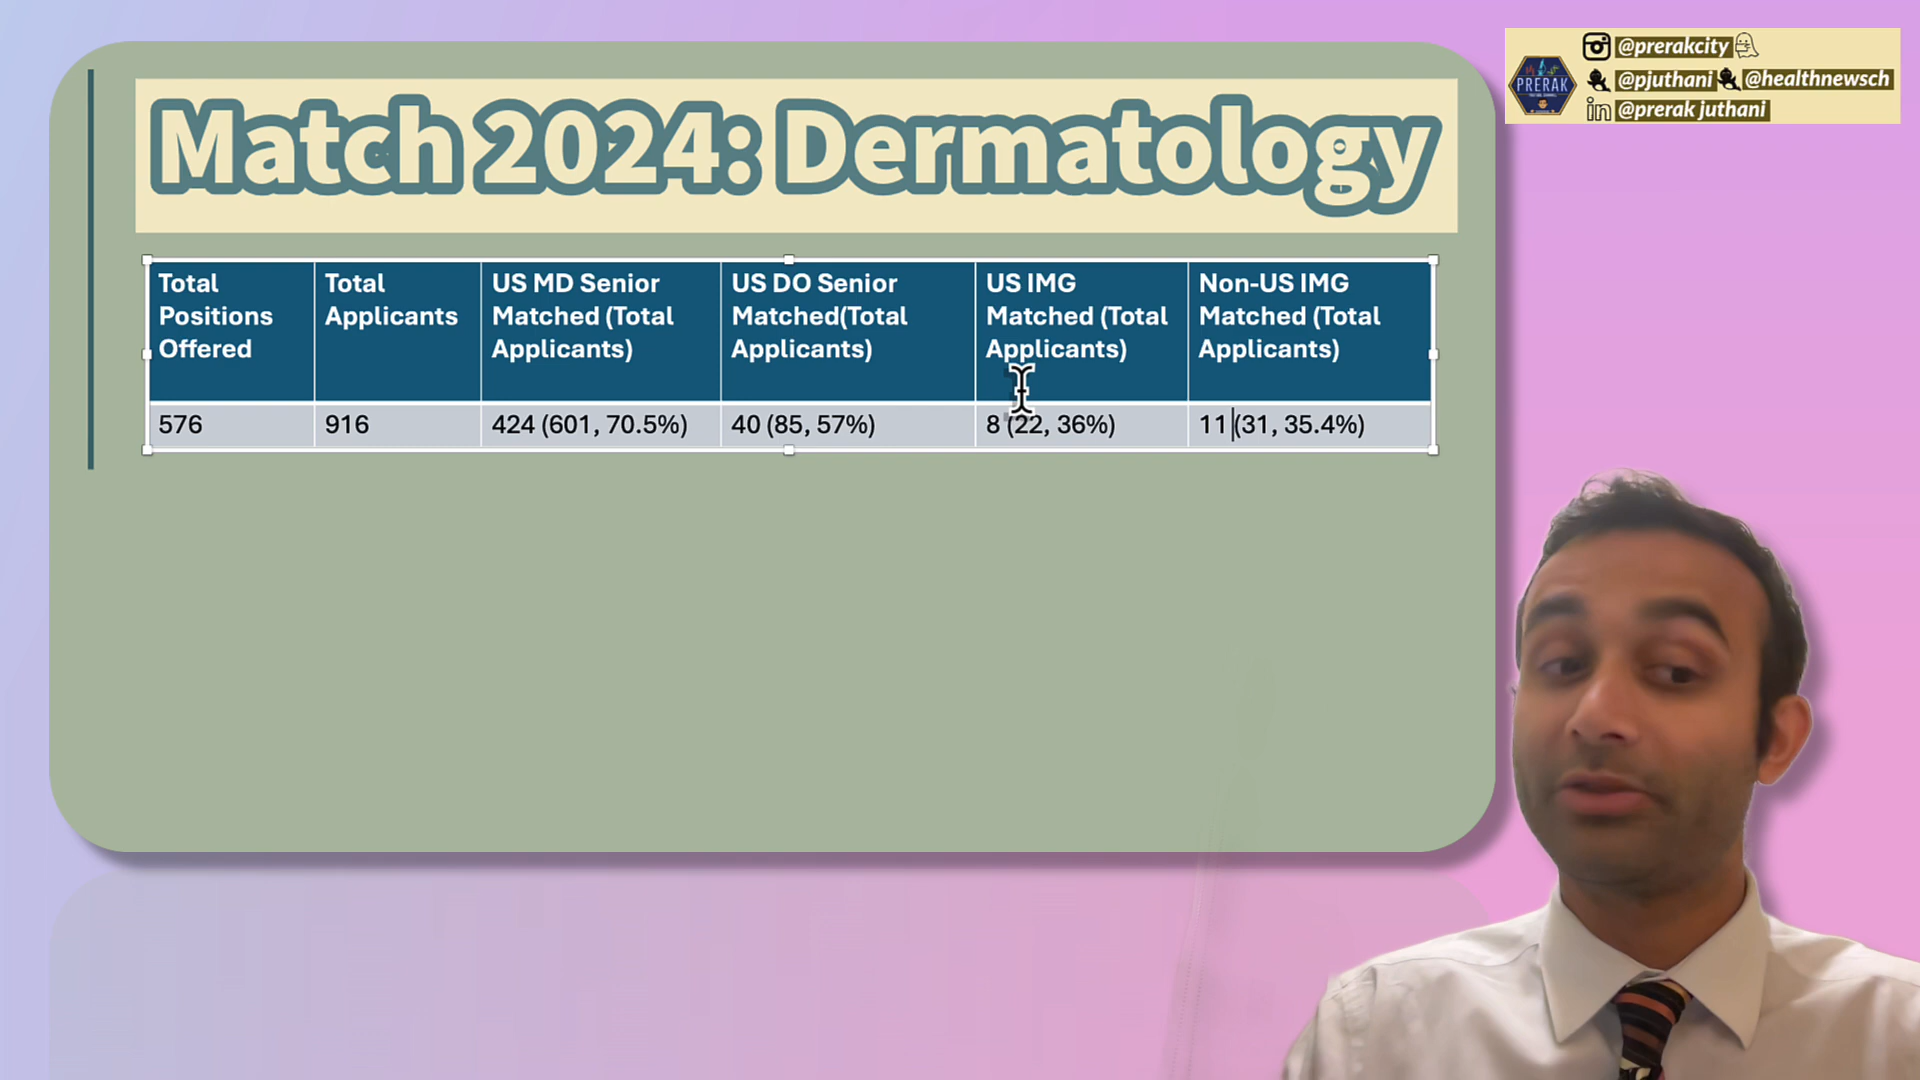 @prerakcity
PRERAK
@pjuthani @healthnewsch
in @prerak juthani
Match 2024: Dermatology
Total Positions Offered
Total Applicants
US MD Senior Matched (Total Applicants)
US DO Senior Matched(Total Applicants)
US IMG Matched (Total Applicants)
Non-US IMG Matched (Total Applicants)
576
916
424 (601, 70.5%)
40 (85, 57%)
8 (22, 36%)
11 (31, 35.4%)